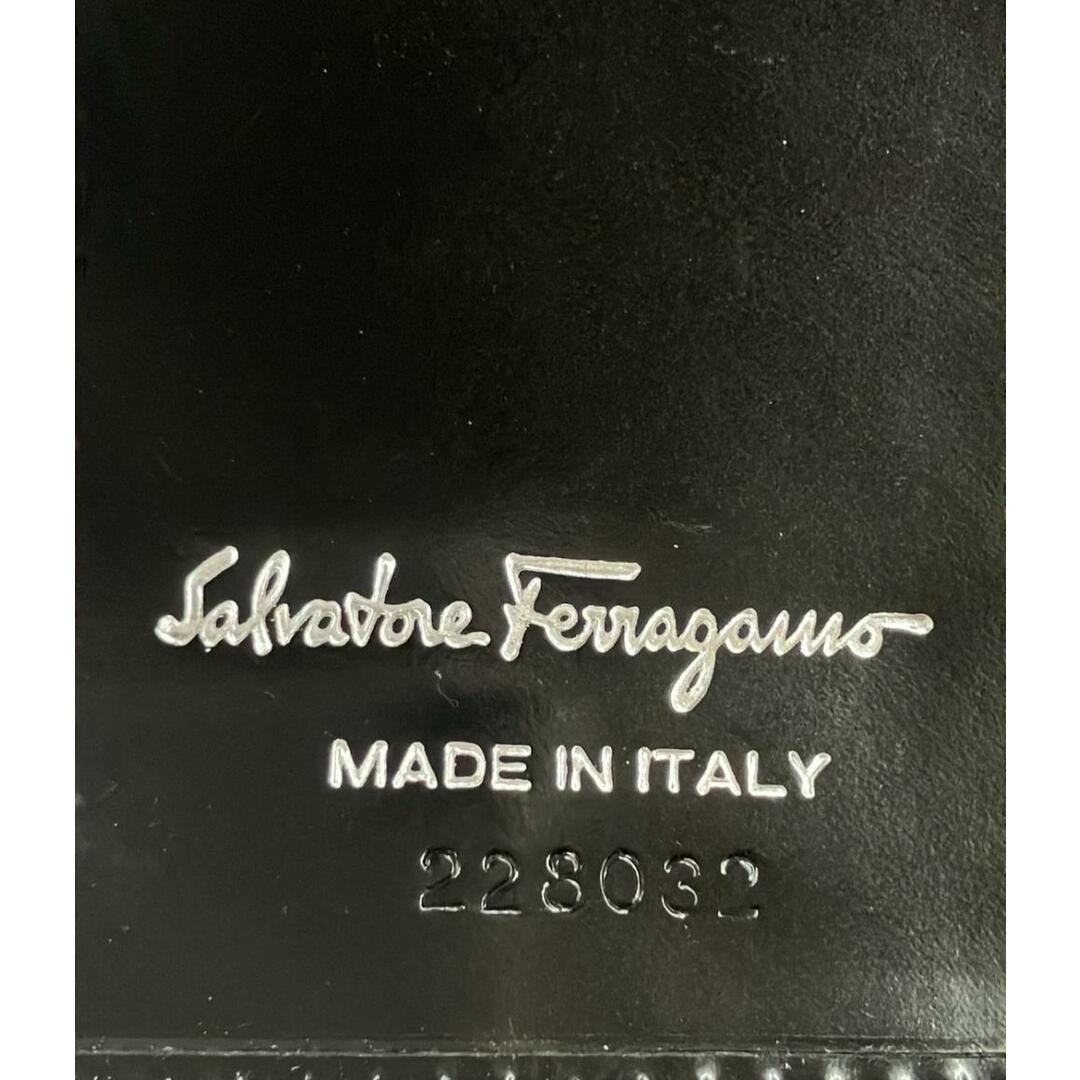 Salvatore Ferragamo
MADE IN ITALY
228032